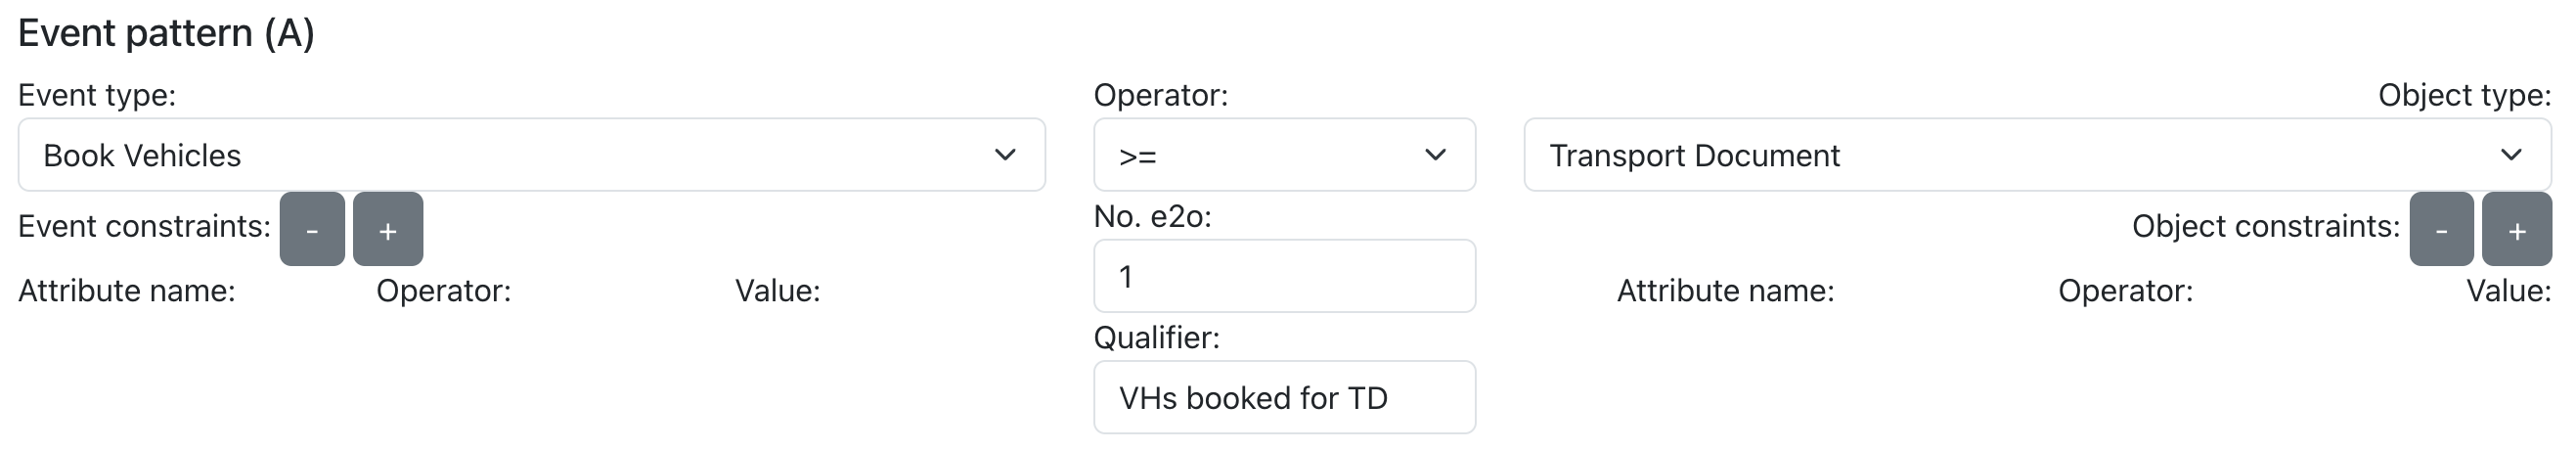 Event pattern (A)
Event type: Operator: Object type:
Book Vehicles >= Transport Document
Event constraints: - + No. e2o: Object constraints: - +
1
Attribute name: Operator: Value: Attribute name: Operator: Value:
Qualifier:
VHs booked for TD